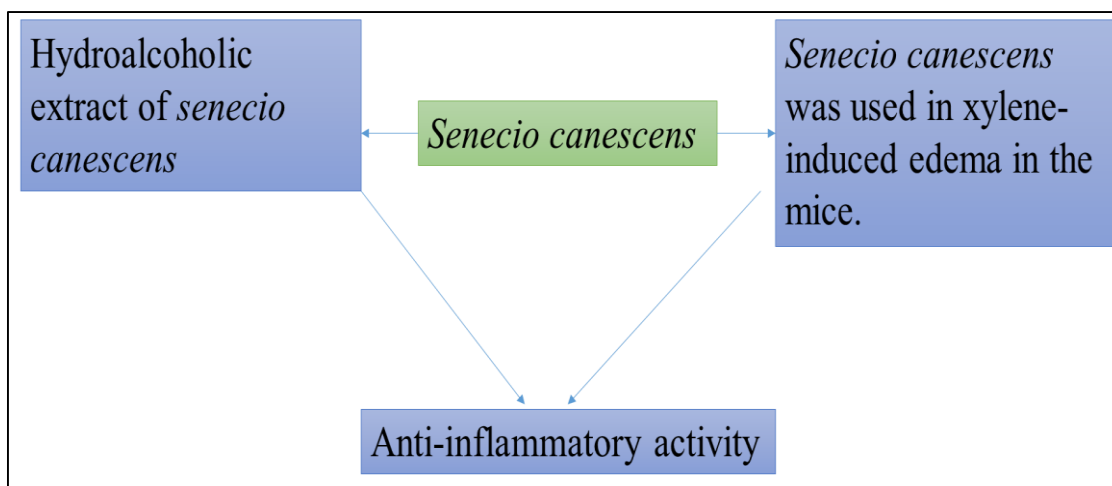 Hydroalcoholic
extract of senecio
canescens
Senecio canescens
Senecio canescens
was used in xylene-
induced edema in the
mice.
Anti-inflammatory activity